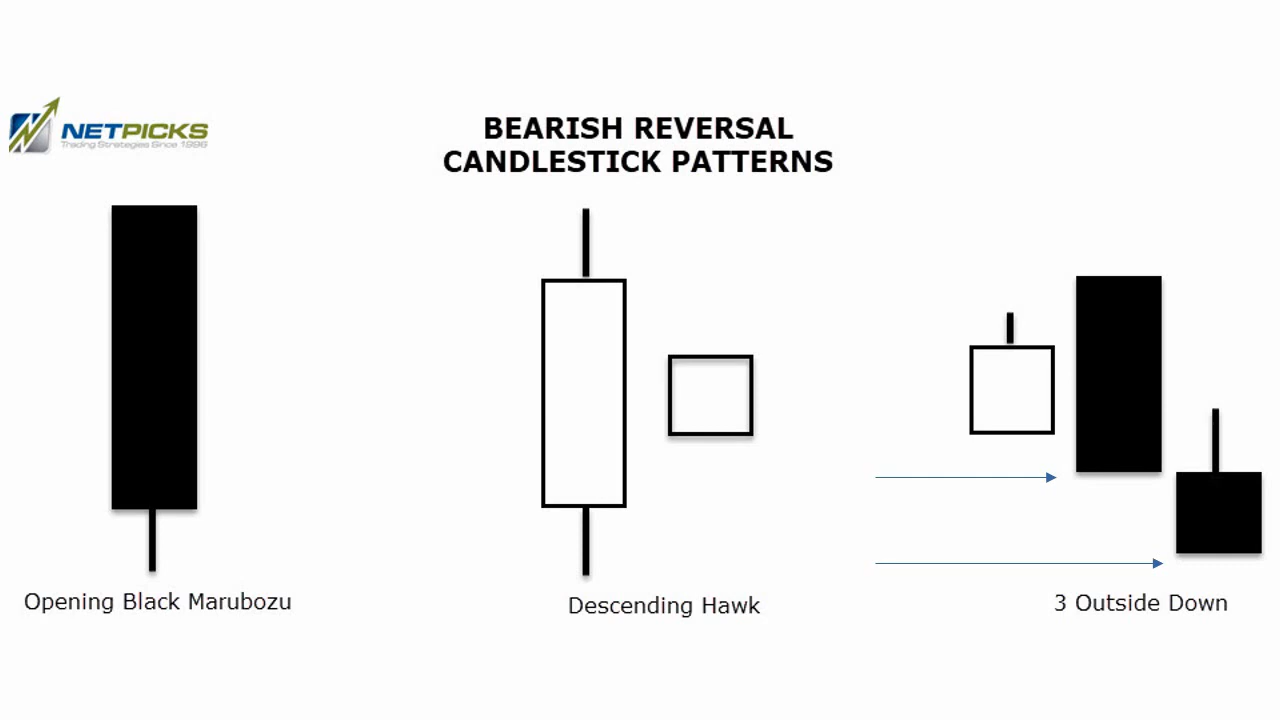 NETPICKS
Trading Strategies Since 1996
BEARISH REVERSAL
CANDLESTICK PATTERNS
Opening Black Marubozu
Descending Hawk
3 Outside Down